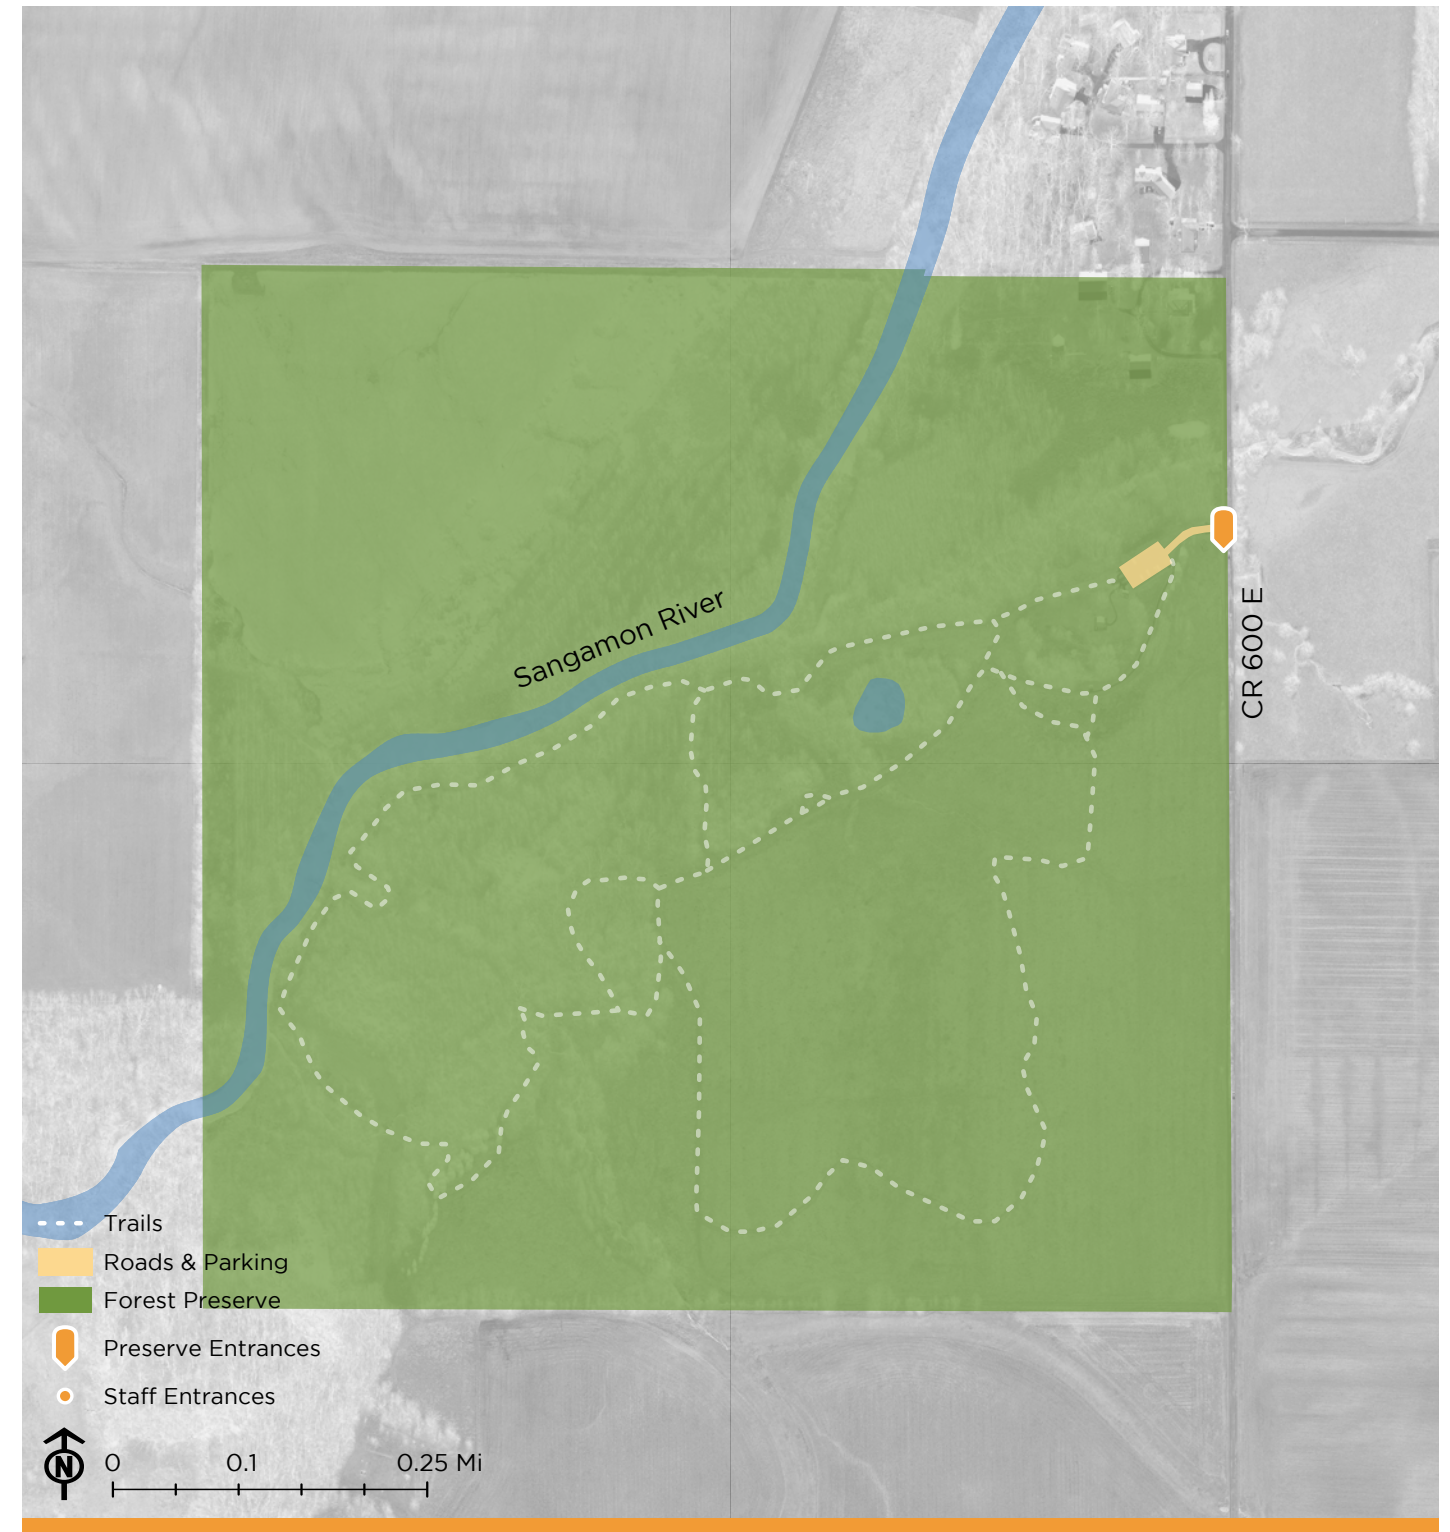 Sangamon River
CR 600 E
Trails
Roads & Parking
Forest Preserve
Preserve Entrances
Staff Entrances
N
0 0.1 0.25 Mi